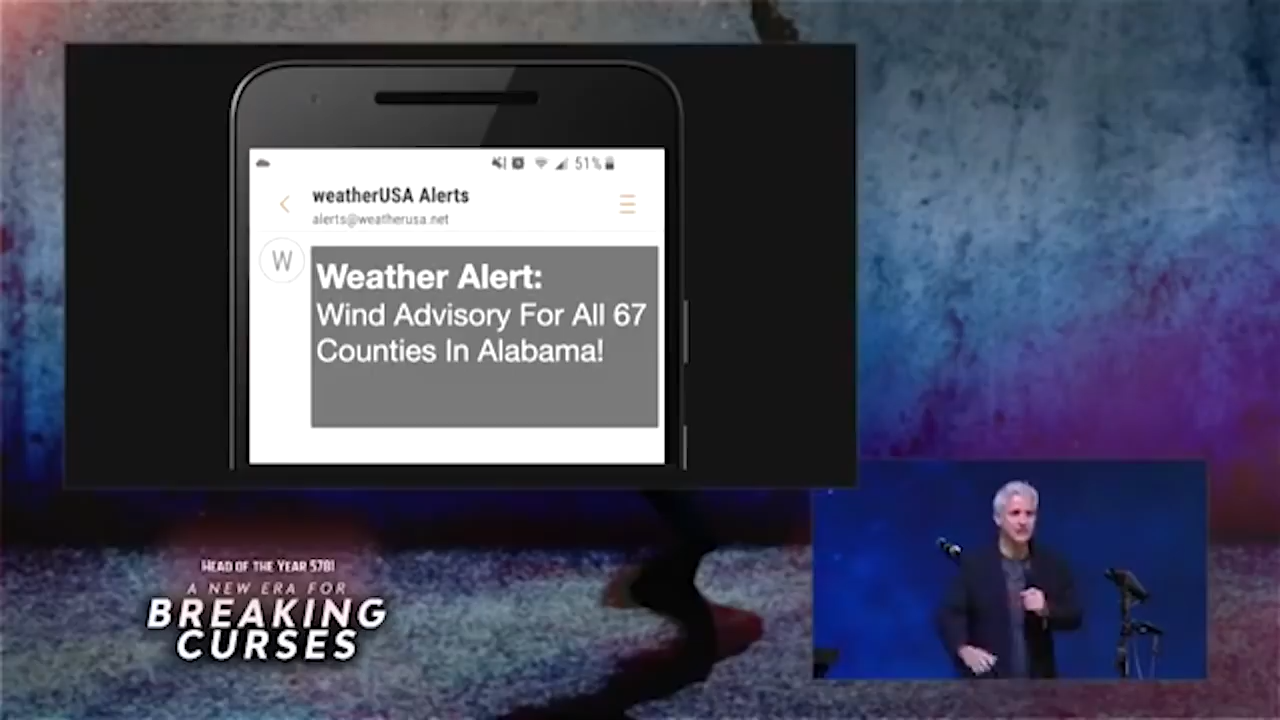 51%
weatherUSA Alerts
alerts@weatherusa.net
W
Weather Alert:
Wind Advisory For All 67
Counties In Alabama!
HEAD OF THE YEAR 5781
A NEW ERA FOR
BREAKING
CURSES